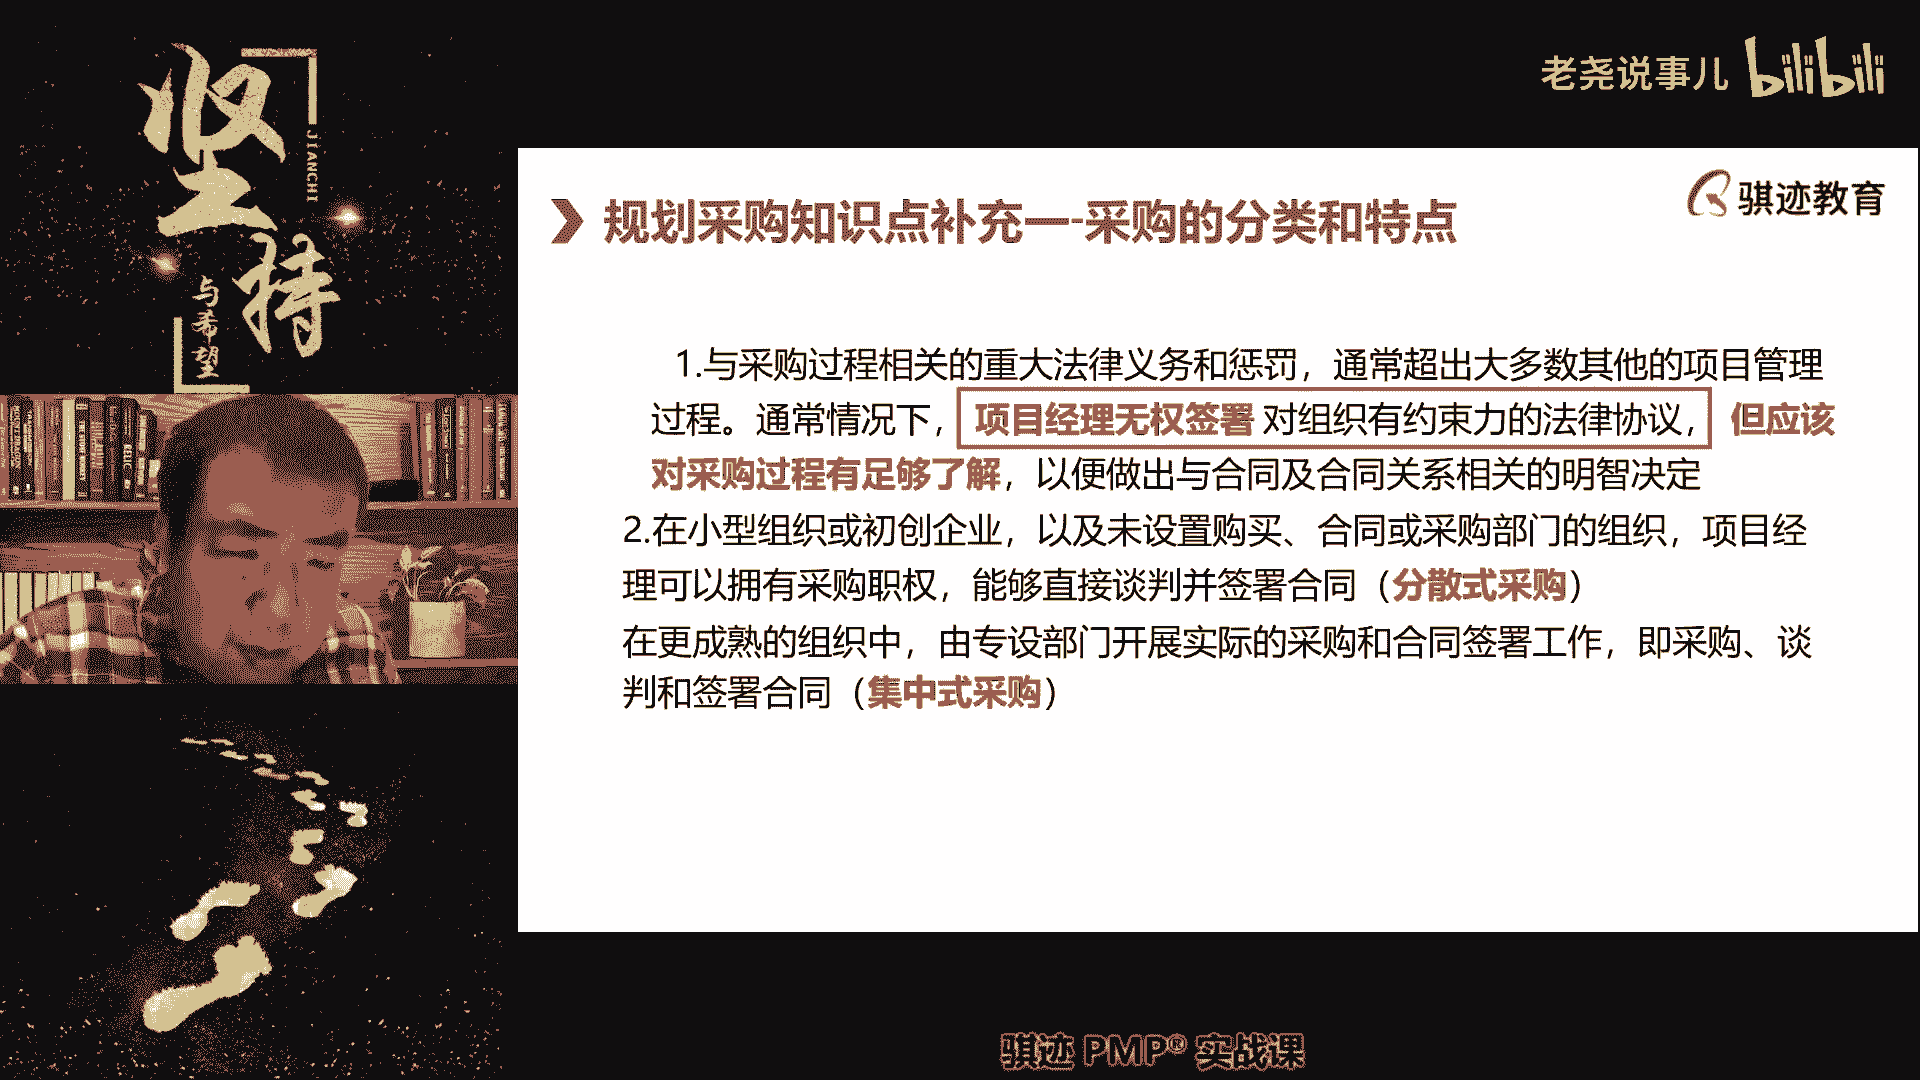 坚持
JIANCHI
与希望
老尧说事儿 bilibili
骐迹教育
规划采购知识点补充一-采购的分类和特点
1.与采购过程相关的重大法律义务和惩罚，通常超出大多数其他的项目管理
过程。通常情况下，项目经理无权签署 对组织有约束力的法律协议，但应该
对采购过程有足够了解，以便做出与合同及合同关系相关的明智决定
2.在小型组织或初创企业，以及未设置购买、合同或采购部门的组织，项目经
理可以拥有采购职权，能够直接谈判并签署合同（分散式采购）
在更成熟的组织中，由专设部门开展实际的采购和合同签署工作，即采购、谈
判和签署合同（集中式采购）
骐迹 PMP® 实战课